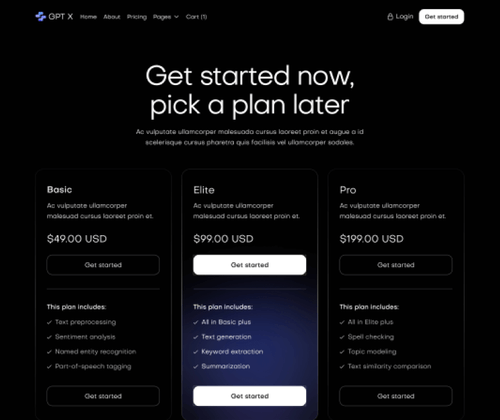 GPT X
Home About Pricing Pages Cart (1)
Login
Get started
Get started now,
pick a plan later
Ac vulputate ullamcorper malesuada cursus laoreet proin et augue a id
scelerisque cursus pharetra quis facilisis vel ullamcorper sodales.
Basic
Ac vulputate ullamcorper
malesuad cursus laoreet proin et.
$49.00 USD
Get started
This plan includes:
Text preprocessing
Sentiment analysis
Named entity recognition
Part-of-speech tagging
Get started
Elite
Ac vulputate ullamcorper
malesuad cursus laoreet proin et.
$99.00 USD
Get started
This plan includes:
All in Basic plus
Text generation
Keyword extraction
Summarization
Get started
Pro
Ac vulputate ullamcorper
malesuad cursus laoreet proin et.
$199.00 USD
Get started
This plan includes:
All in Elite plus
Spell checking
Topic modeling
Text similarity comparison
Get started